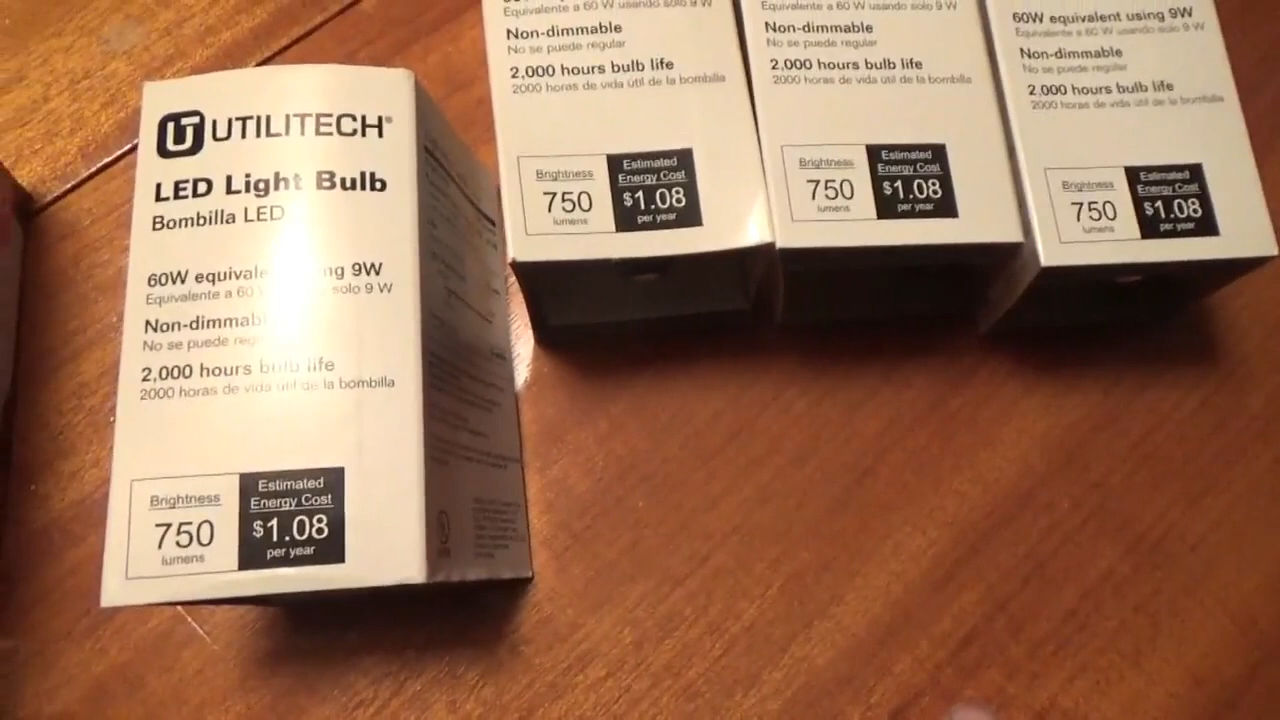 UT UTILITECH®
LED Light Bulb
Bombilla LED
60W equivale ng 9W
Equivalente a 60 solo 9 W
Non-dimmabl
No se puede regu
2,000 hours bulb life
2000 horas de vida útil de la bombilla
Brightness
750
lumens
Estimated
Energy Cost
$1.08
per year
Equivalente a 60 W usando solo 9 W
Non-dimmable
No se puede regular
2,000 hours bulb life
2000 horas de vida útil de la bombilla
Brightness
750
lumens
Estimated
Energy Cost
$1.08
per year
Equivalente a 60 W usando solo 9 W
Non-dimmable
No se puede regular
2,000 hours bulb life
2000 horas de vida útil de la bombilla
Brightness
750
lumens
Estimated
Energy Cost
$1.08
per year
60W equivalent using 9W
Equivalente a 60 W usando solo 9 W
Non-dimmable
No se puede regular
2,000 hours bulb life
2000 horas de vida útil de la bombilla
Brightness
750
lumens
Estimated
Energy Cost
$1.08
per year